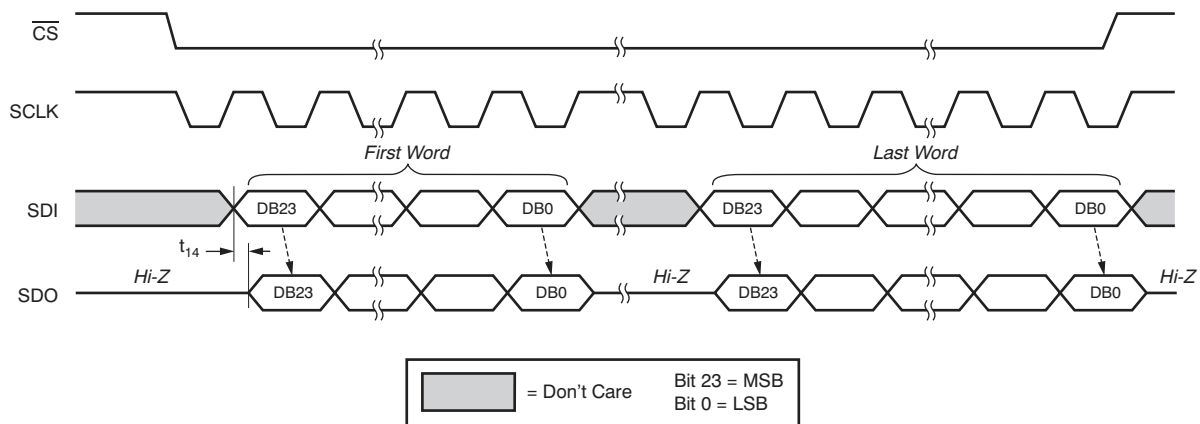 CS
SCLK
First Word
Last Word
SDI
DB23
DB0
DB23
DB0
t14
Hi-Z
Hi-Z
Hi-Z
SDO
DB23
DB0
DB23
DB0
= Don't Care
Bit 23 = MSB
Bit 0 = LSB